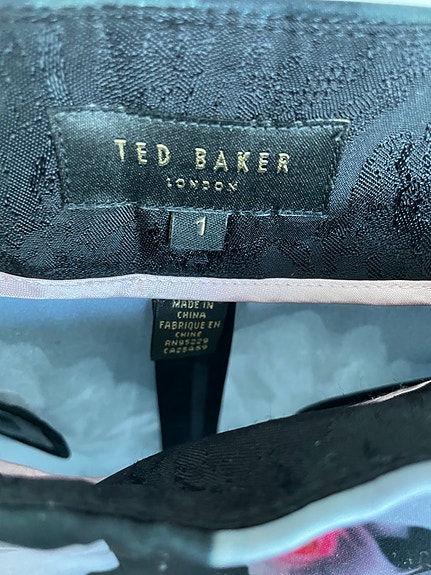 TED BAKER
LONDON
1
MADE IN
CHINA
FABRIQUE EN
CHINE
RN95229
CA25459